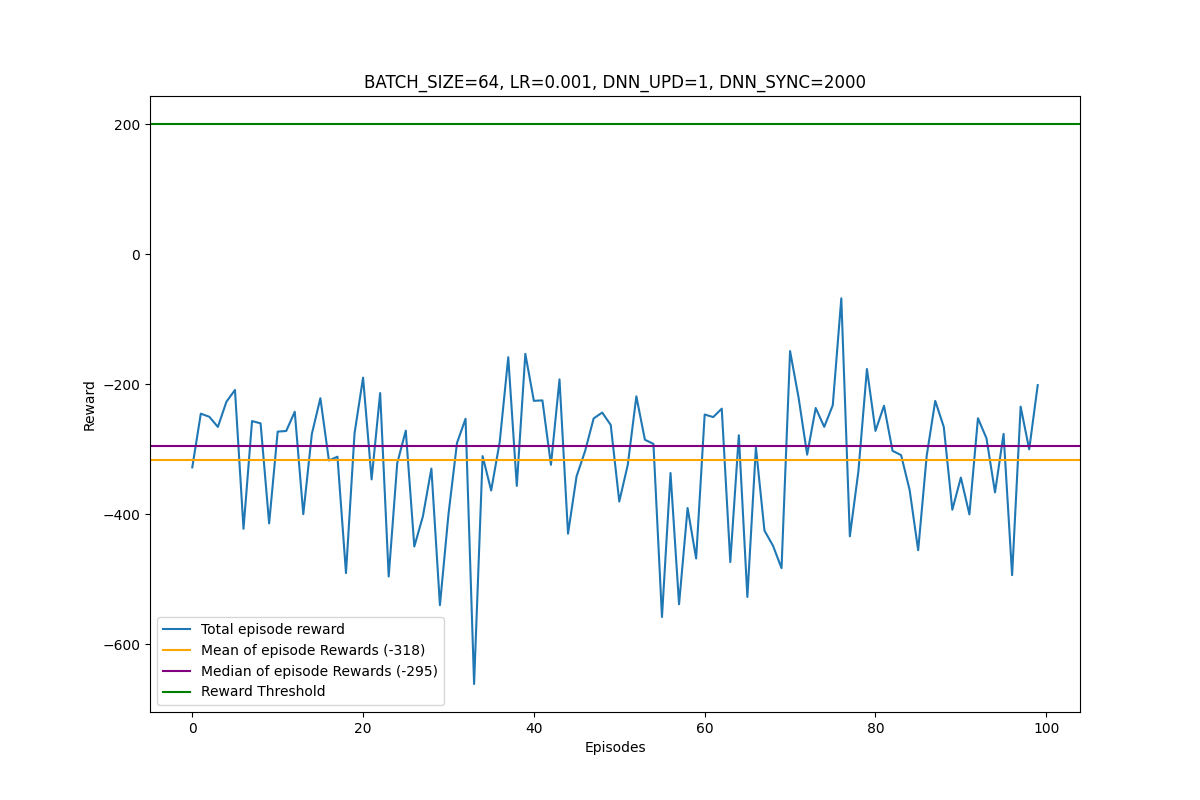 BATCH_SIZE=64, LR=0.001, DNN_UPD=1, DNN_SYNC=2000
200
0
−200
−400
−600
Reward
Total episode reward
Mean of episode Rewards (-318)
Median of episode Rewards (-295)
Reward Threshold
0 20 40 60 80 100
Episodes